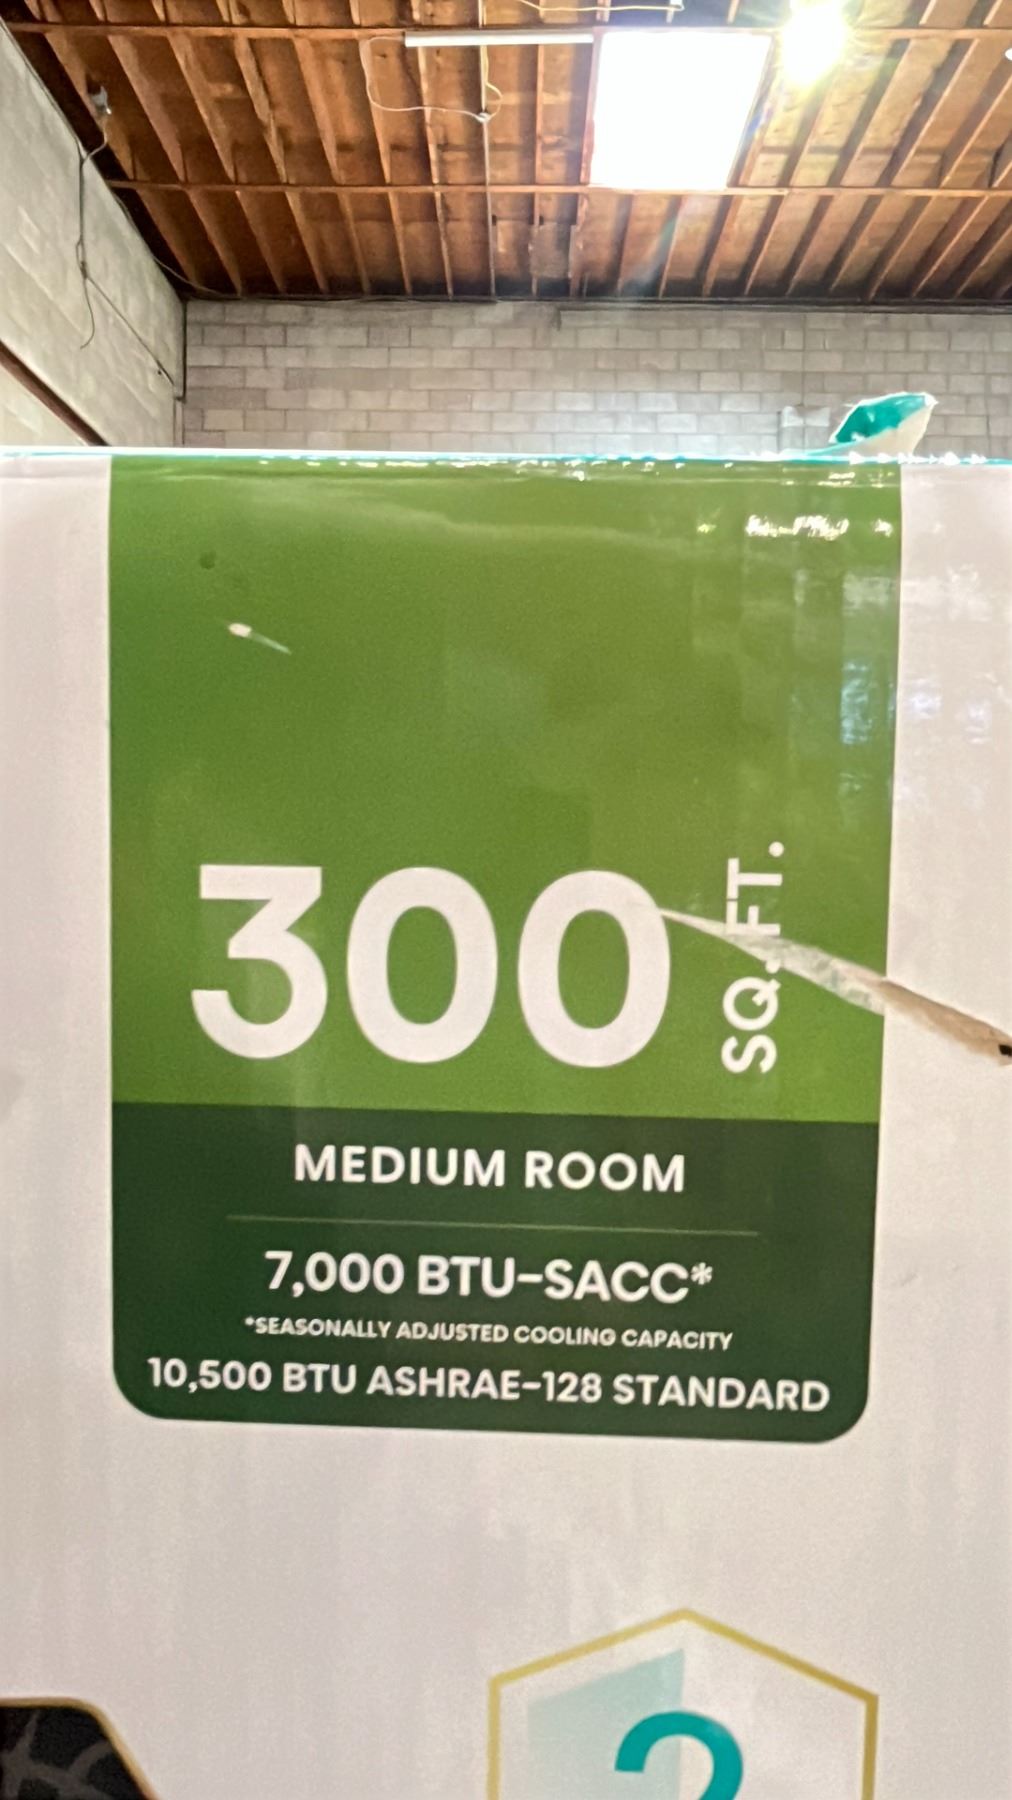 300 SQ. FT.
MEDIUM ROOM
7,000 BTU-SACC*
*SEASONALLY ADJUSTED COOLING CAPACITY
10,500 BTU ASHRAE-128 STANDARD
2